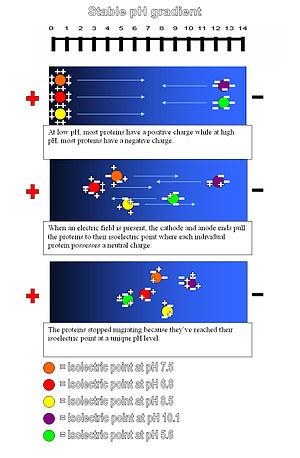 Stable pH gradient
0 1 2 3 4 5 6 7 8 9 10 11 12 13 14
At low pH, most proteins have a positive charge while at high
pH, most proteins have a negative charge.
When an electric field is present, the cathode and anode ends pull
the proteins to their isoelectric point where each individual
protein possesses a neutral charge.
The proteins stopped migrating because they've reached their
isoelectric point at a unique pH level.
= Isolectric point at pH 7.5
= Isolectric point at pH 6.8
= Isolectric point at pH 8.5
= Isolectric point at pH 10.1
= Isolectric point at pH 5.6